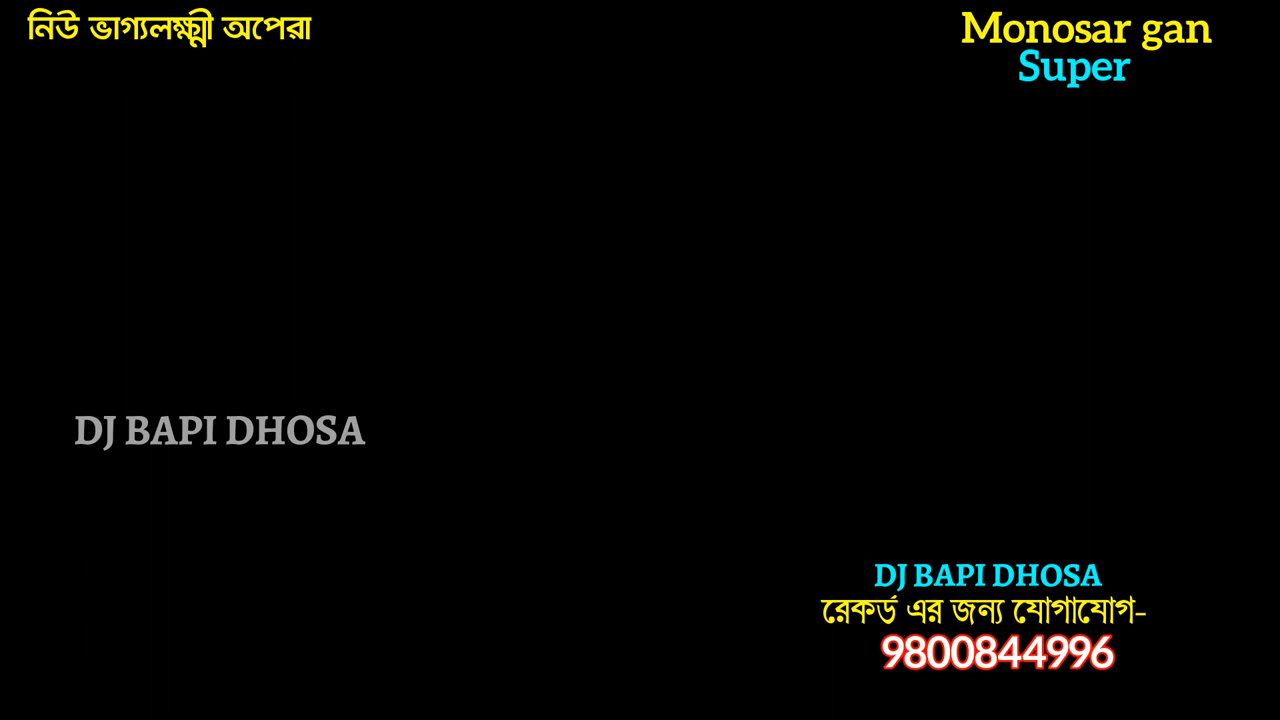 নিউ ভাগ্যলক্ষ্মী অপেরা
Monosar gan
Super
DJ BAPI DHOSA
DJ BAPI DHOSA
রেকর্ড এর জন্য যোগাযোগ-
9800844996